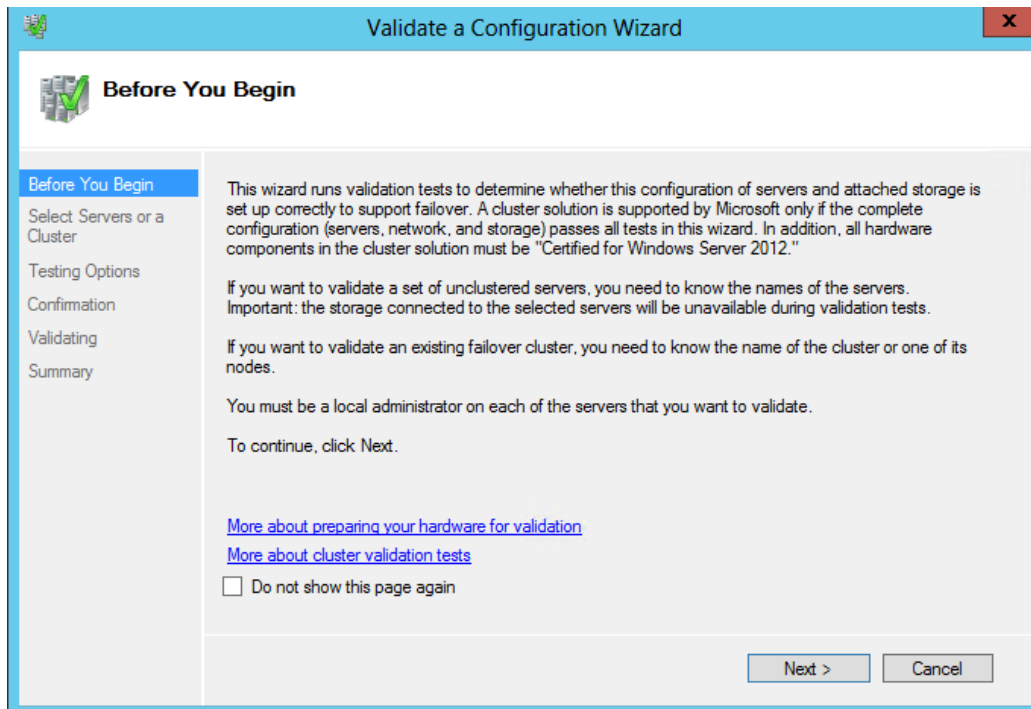 Validate a Configuration Wizard
X
Before You Begin
Before You Begin
Select Servers or a
Cluster
Testing Options
Confirmation
Validating
Summary
This wizard runs validation tests to determine whether this configuration of servers and attached storage is
set up correctly to support failover. A cluster solution is supported by Microsoft only if the complete
configuration (servers, network, and storage) passes all tests in this wizard. In addition, all hardware
components in the cluster solution must be "Certified for Windows Server 2012."
If you want to validate a set of unclustered servers, you need to know the names of the servers.
Important: the storage connected to the selected servers will be unavailable during validation tests.
If you want to validate an existing failover cluster, you need to know the name of the cluster or one of its
nodes.
You must be a local administrator on each of the servers that you want to validate.
To continue, click Next.
More about preparing your hardware for validation
More about cluster validation tests
Do not show this page again
Next >
Cancel